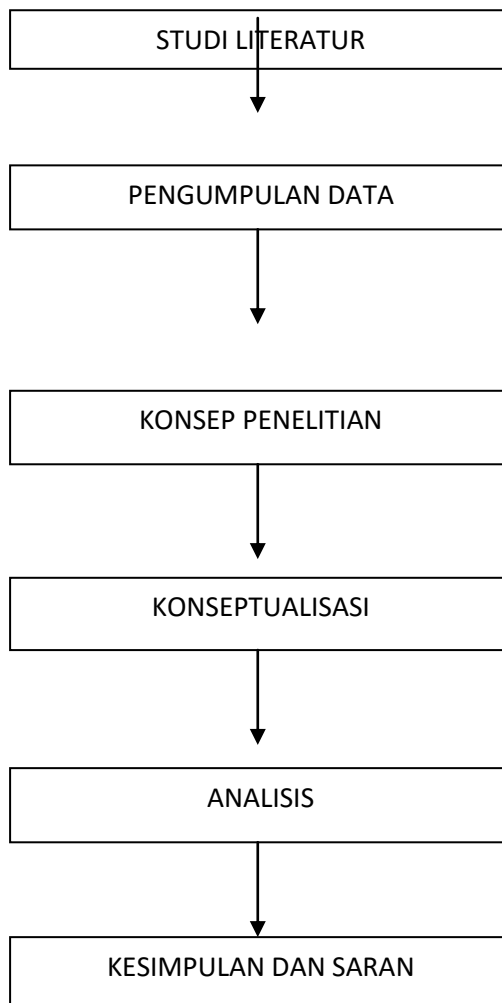 STUDI LITERATUR
PENGUMPULAN DATA
KONSEP PENELITIAN
KONSEPTUALISASI
ANALISIS
KESIMPULAN DAN SARAN